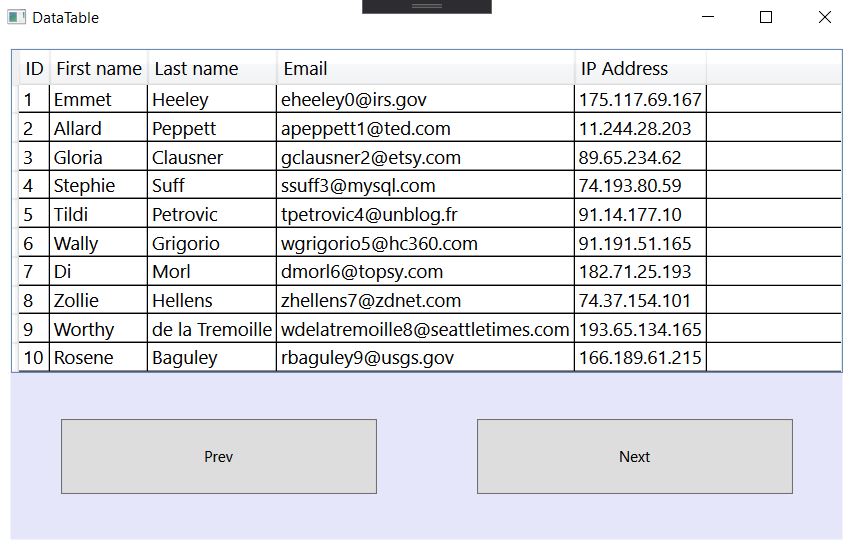 DataTable
ID First name Last name Email IP Address
1 Emmet Heeley eheeley0@irs.gov 175.117.69.167
2 Allard Peppett apeppett1@ted.com 11.244.28.203
3 Gloria Clausner gclausner2@etsy.com 89.65.234.62
4 Stephie Suff ssuff3@mysql.com 74.193.80.59
5 Tildi Petrovic tpetrovic4@unblog.fr 91.14.177.10
6 Wally Grigorio wgrigorio5@hc360.com 91.191.51.165
7 Di Morl dmorl6@topsy.com 182.71.25.193
8 Zollie Hellens zhellens7@zdnet.com 74.37.154.101
9 Worthy de la Tremoille wdelatremoille8@seattletimes.com 193.65.134.165
10 Rosene Baguley rbaguley9@usgs.gov 166.189.61.215
Prev Next